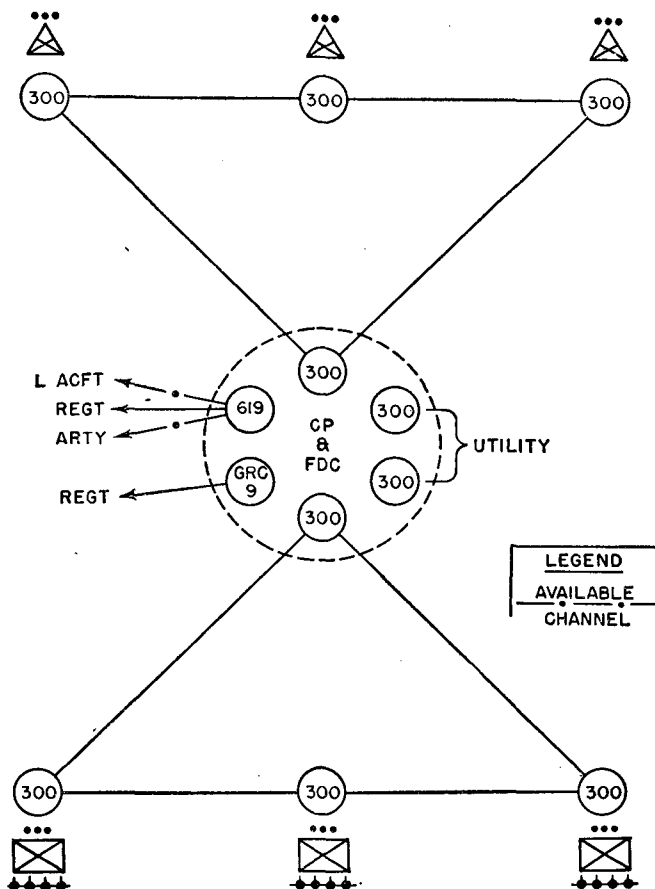 300 300 300
300
L ACFT
REGT
ARTY
619
300
CP
&
FDC
UTILITY
REGT
GRC
9
300
300
LEGEND
AVAILABLE
CHANNEL
300 300 300